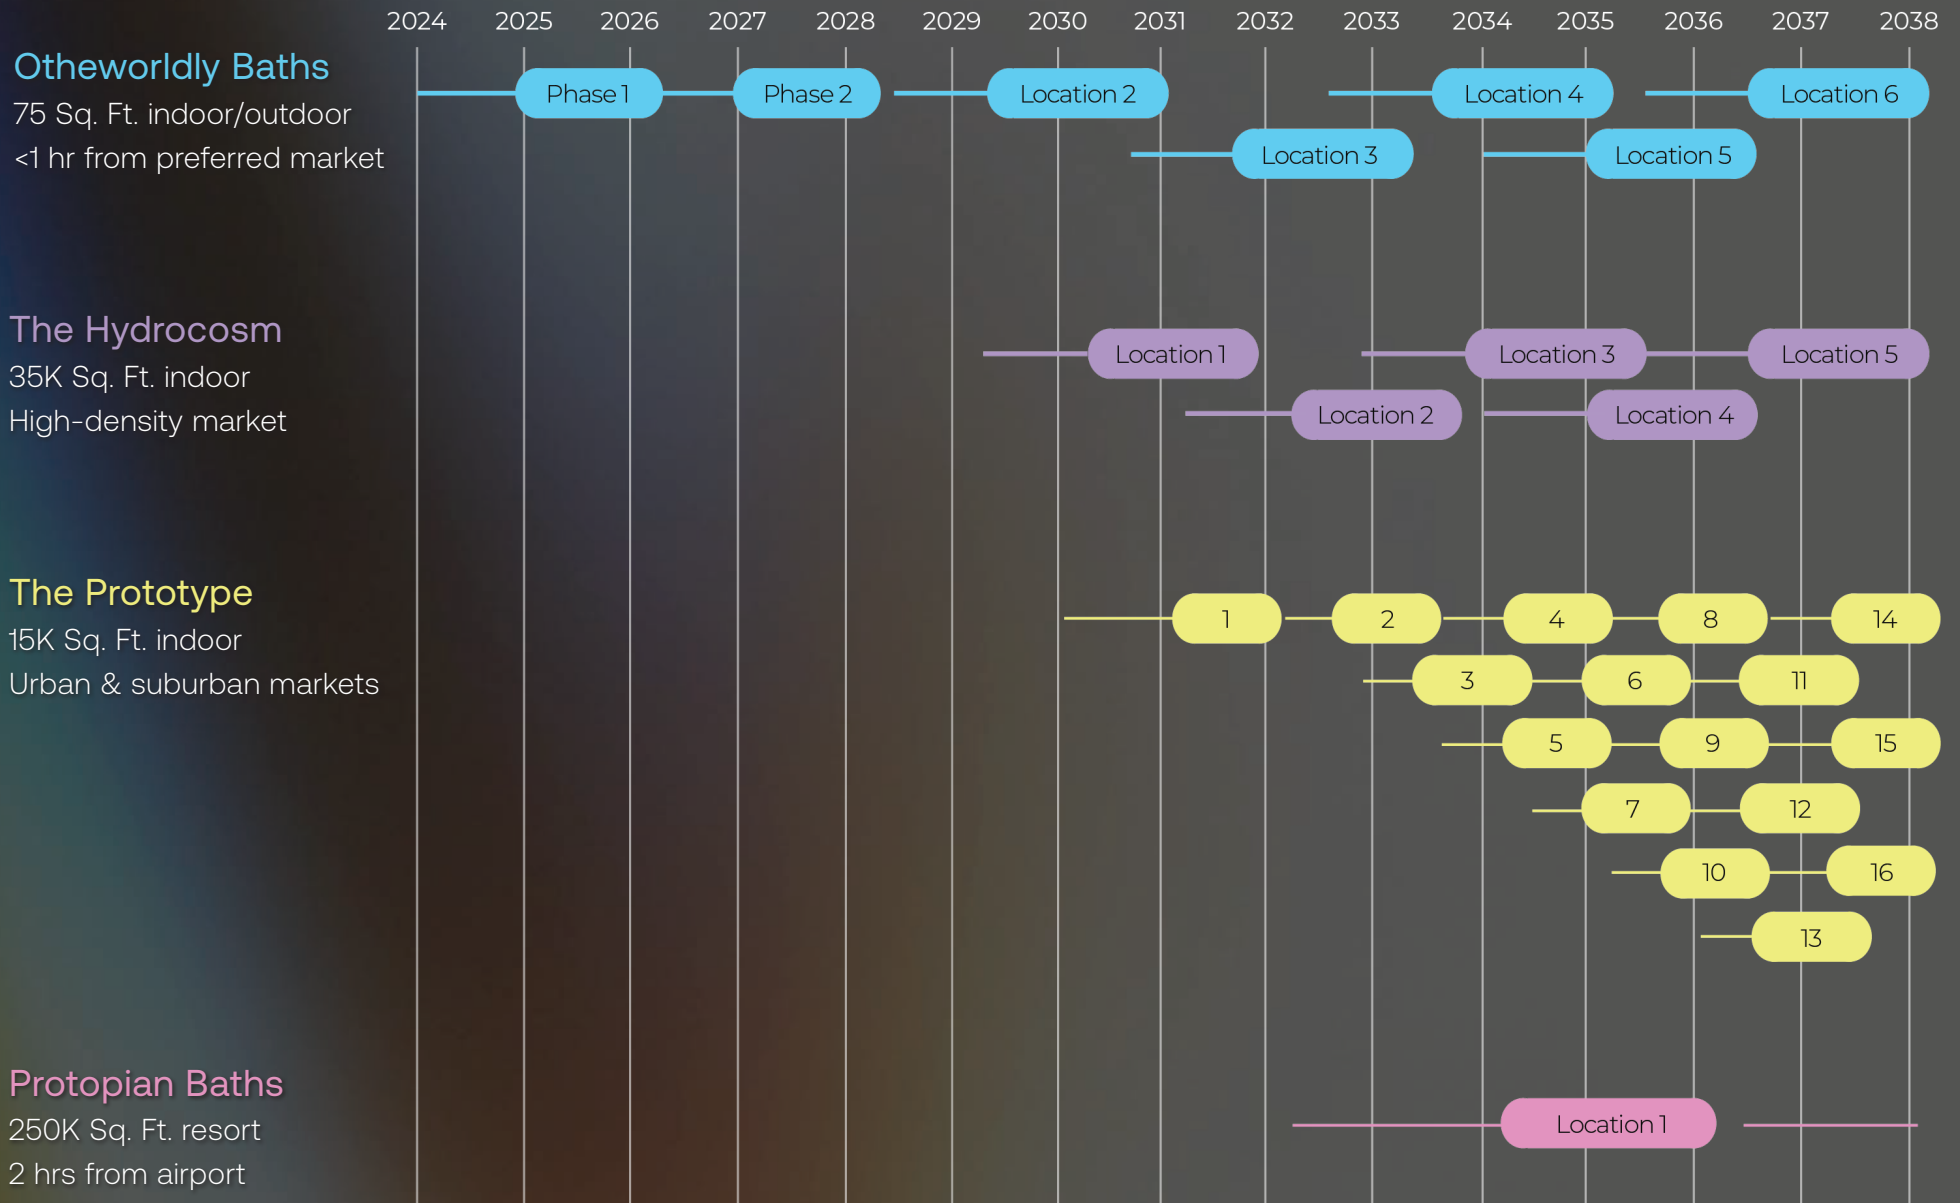 2024 2025 2026 2027 2028 2029 2030 2031 2032 2033 2034 2035 2036 2037 2038
Otheworldly Baths
75 Sq. Ft. indoor/outdoor
<1 hr from preferred market
Phase 1 Phase 2 Location 2 Location 4 Location 6
Location 3 Location 5
The Hydrocosm
35K Sq. Ft. indoor
High-density market
Location 1 Location 3 Location 5
Location 2 Location 4
The Prototype
15K Sq. Ft. indoor
Urban & suburban markets
1 2 4 8 14
3 6 11
5 9 15
7 12
10 16
13
Protopian Baths
250K Sq. Ft. resort
2 hrs from airport
Location 1